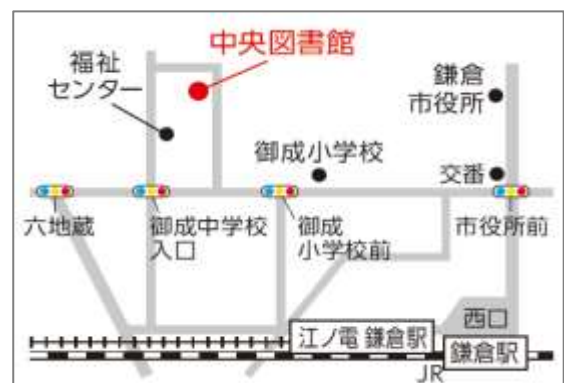 中央図書館
福祉
センター
鎌倉
市役所
御成小学校
交番
六地蔵
御成中学校
入口
御成
小学校前
市役所前
西口
江ノ電 鎌倉駅
鎌倉駅
JR